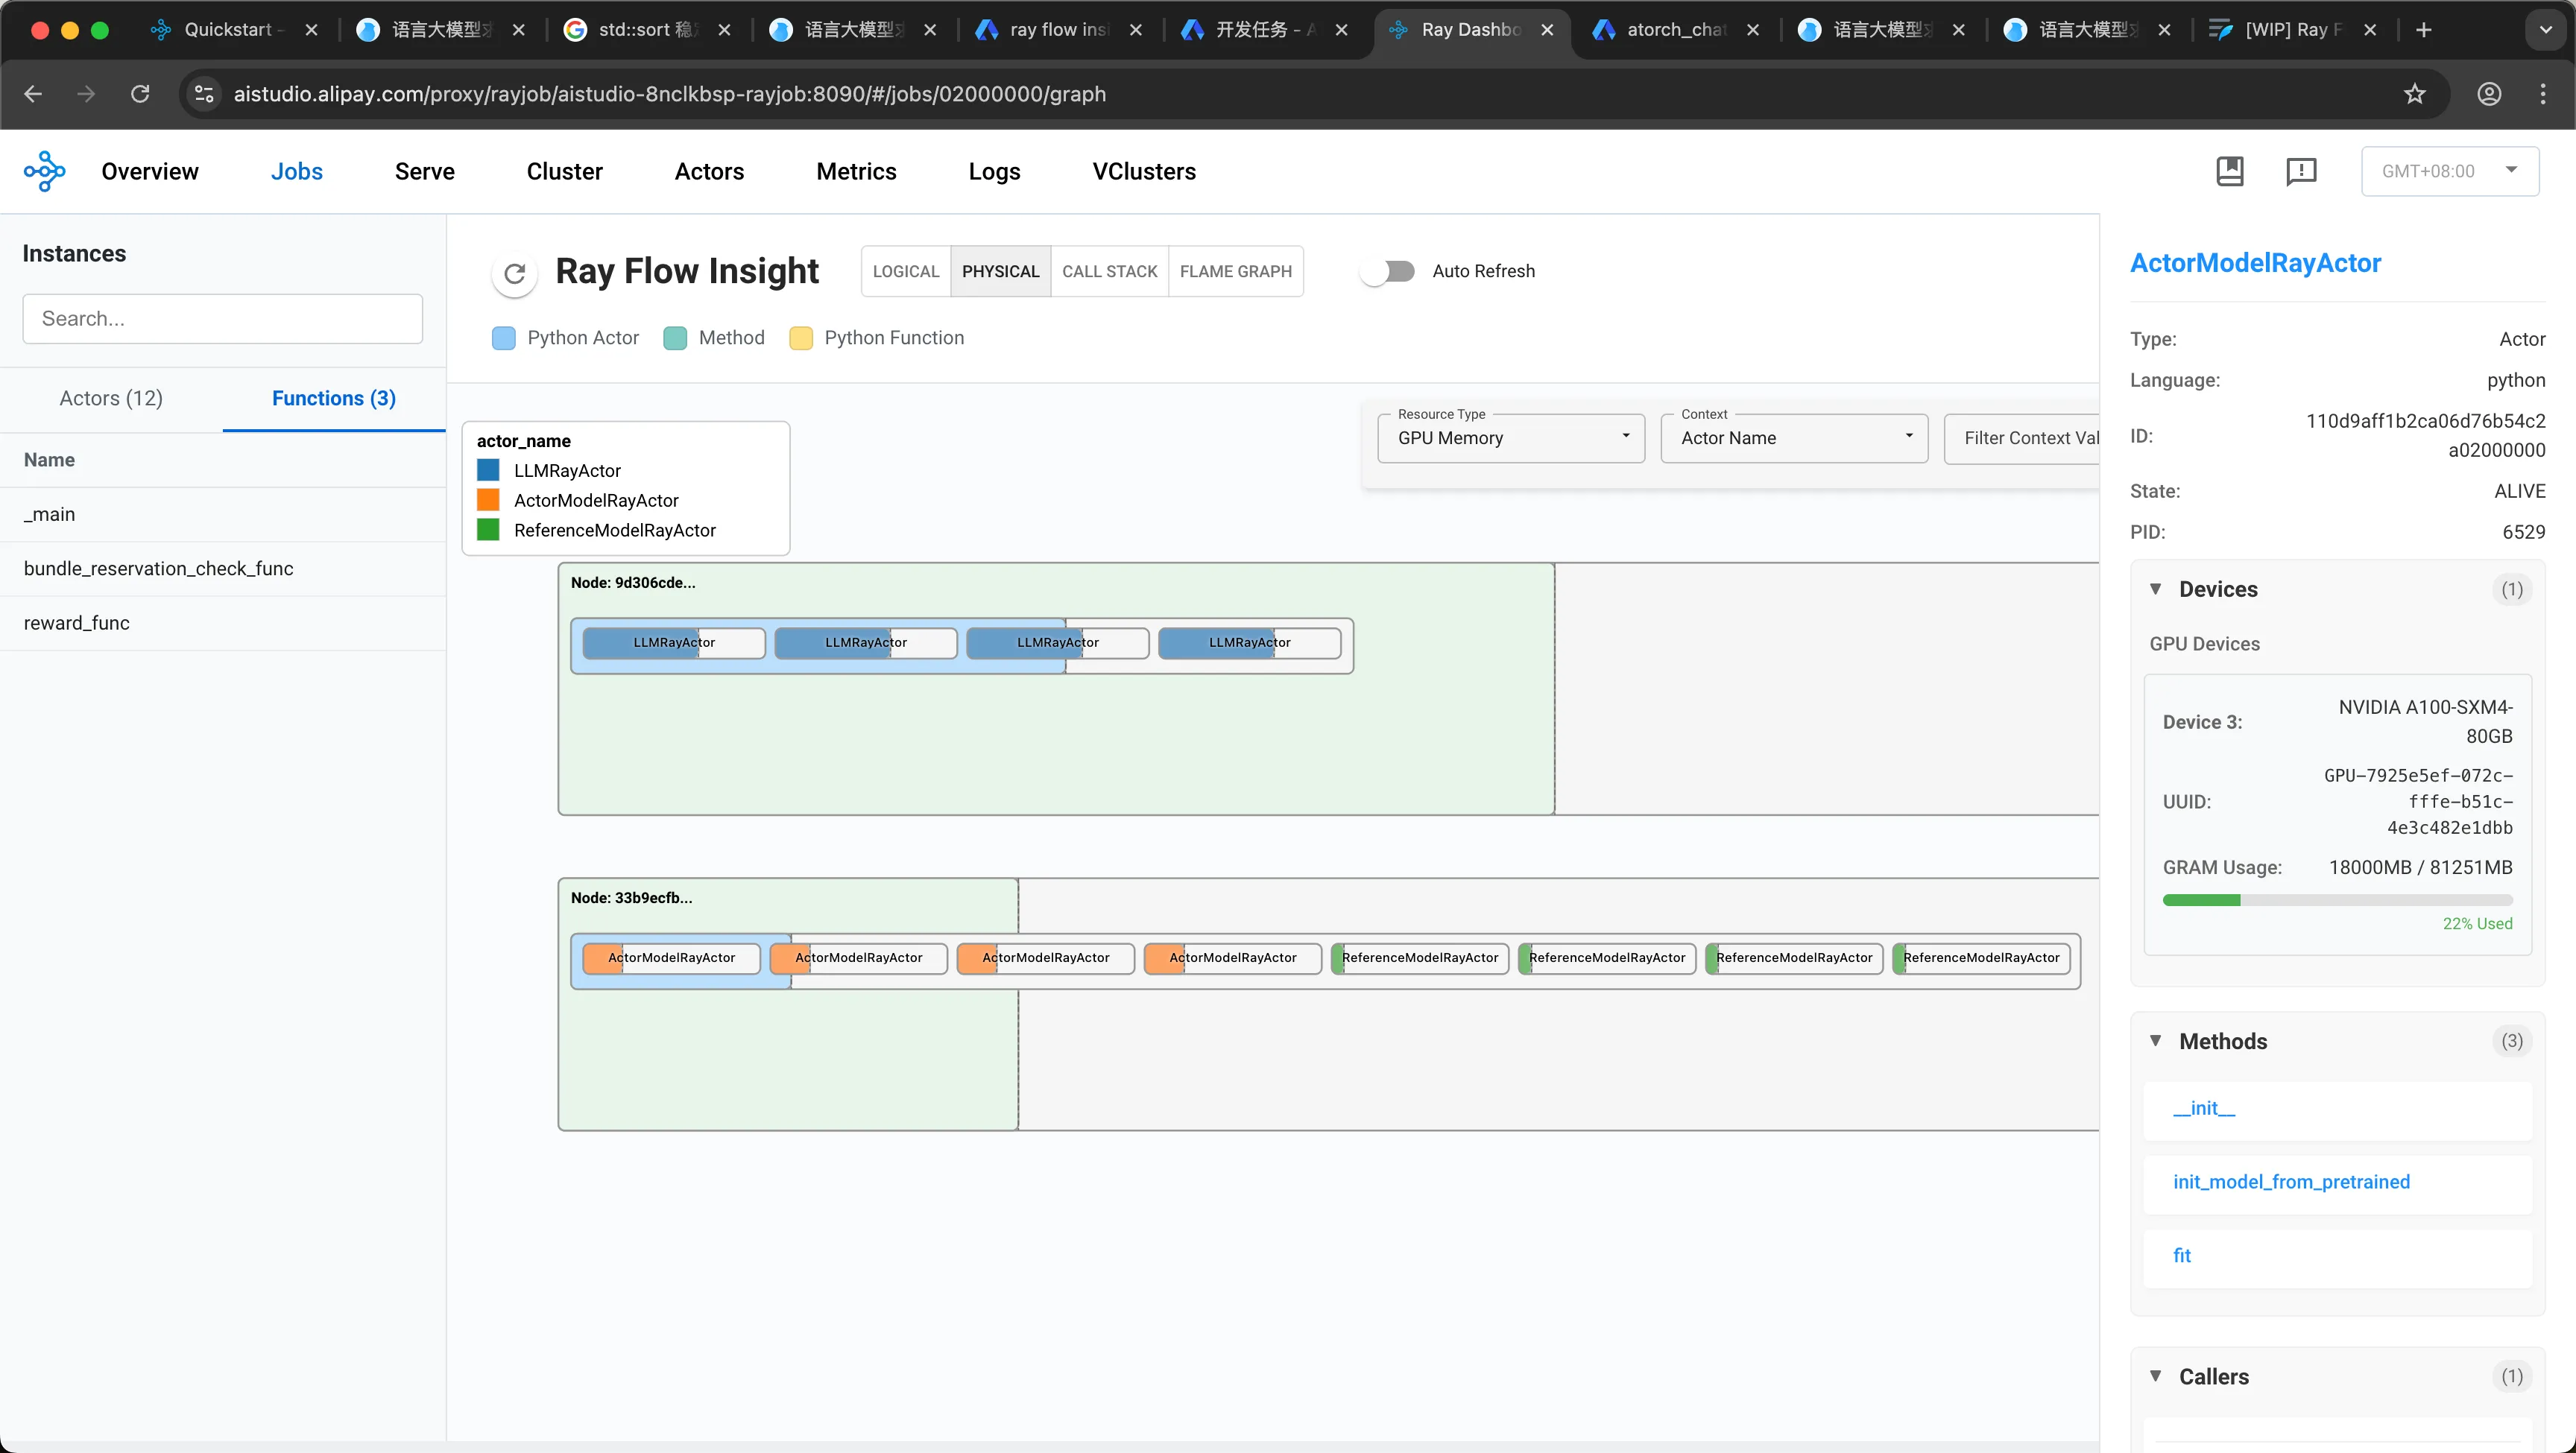 Quickstart -
语言大模型
std::sort 稳
语言大模型
ray flow ins
开发任务 - A
Ray Dashbo
atorch_chat
语言大模型
语言大模型
[WIP] Ray F
aistudio.alipay.com/proxy/rayjob/aistudio-8nclkbsp-rayjob:8090/#/jobs/02000000/graph
Overview
Jobs
Serve
Cluster
Actors
Metrics
Logs
VClusters
GMT+08:00
Instances
Search...
Actors (12)
Functions (3)
Name
_main
bundle_reservation_check_func
reward_func
Ray Flow Insight
LOGICAL
PHYSICAL
CALL STACK
FLAME GRAPH
Auto Refresh
Python Actor
Method
Python Function
Resource Type
GPU Memory
Context
Actor Name
Filter Context Val
actor_name
LLMRayActor
ActorModelRayActor
ReferenceModelRayActor
Node: 9d306cde...
LLMRayActor
LLMRayActor
LLMRayActor
LLMRayActor
Node: 33b9ecfb...
ActorModelRayActor
ActorModelRayActor
ActorModelRayActor
ActorModelRayActor
ReferenceModelRayActor
ReferenceModelRayActor
ReferenceModelRayActor
ReferenceModelRayActor
ActorModelRayActor
Type: Actor
Language: python
ID: 110d9aff1b2ca06d76b54c2
a02000000
State: ALIVE
PID: 6529
Devices (1)
GPU Devices
Device 3: NVIDIA A100-SXM4-
80GB
UUID: GPU-7925e5ef-072c-
fffe-b51c-
4e3c482e1dbb
GRAM Usage: 18000MB / 81251MB
22% Used
Methods (3)
__init__
init_model_from_pretrained
fit
Callers (1)